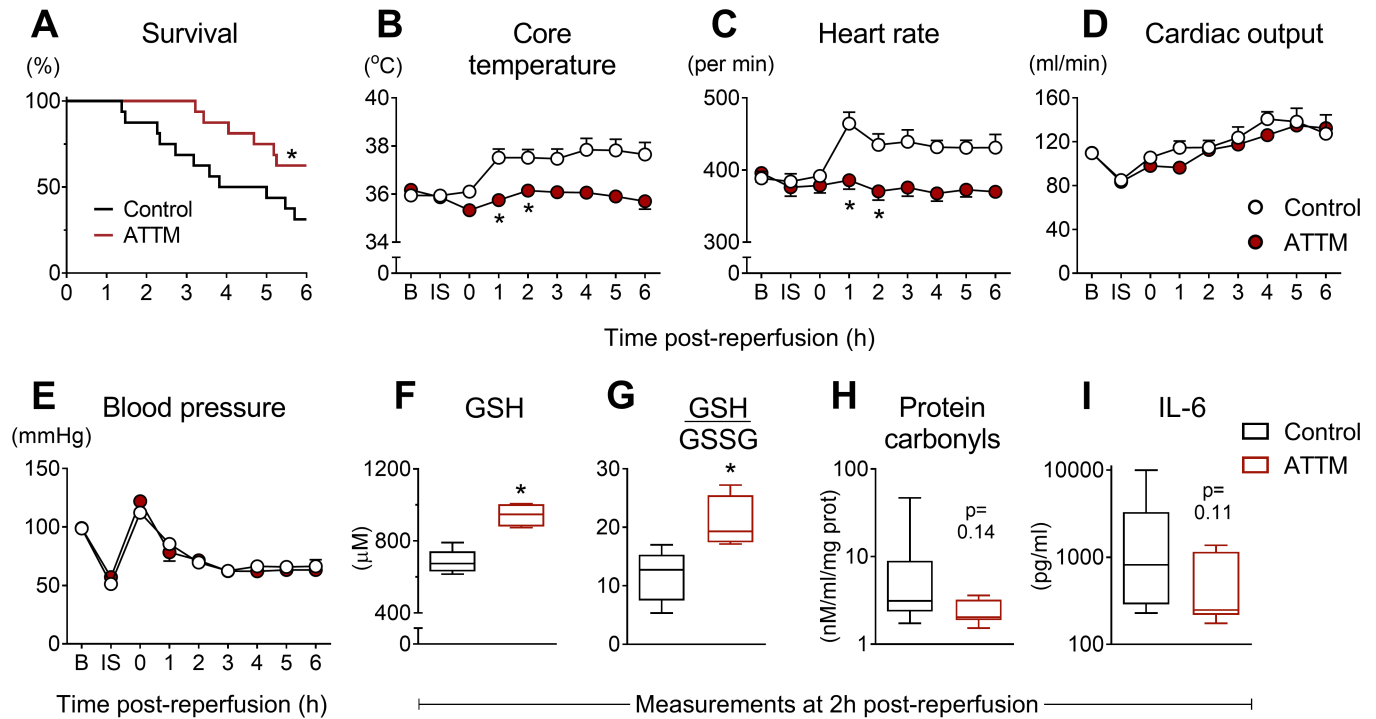 A
Survival
(%)
100
50
0
Control
ATTM
*
0 1 2 3 4 5 6
B
Core
temperature
(°C)
40
38
36
34
0
* *
B IS 0 1 2 3 4 5 6
C
Heart rate
(per min)
500
400
300
0
* *
B IS 0 1 2 3 4 5 6
D
Cardiac output
(ml/min)
160
120
80
40
0
Control
ATTM
B IS 0 1 2 3 4 5 6
Time post-reperfusion (h)
E
Blood pressure
(mmHg)
150
100
50
0
B IS 0 1 2 3 4 5 6
Time post-reperfusion (h)
F
GSH
(µM)
1200
800
400
0
*
G
GSH
GSSG
30
20
10
0
*
H
Protein
carbonyls
(nM/ml/mg prot)
100
10
1
p=
0.14
I
IL-6
(pg/ml)
10000
1000
100
p=
0.11
Control
ATTM
Measurements at 2h post-reperfusion